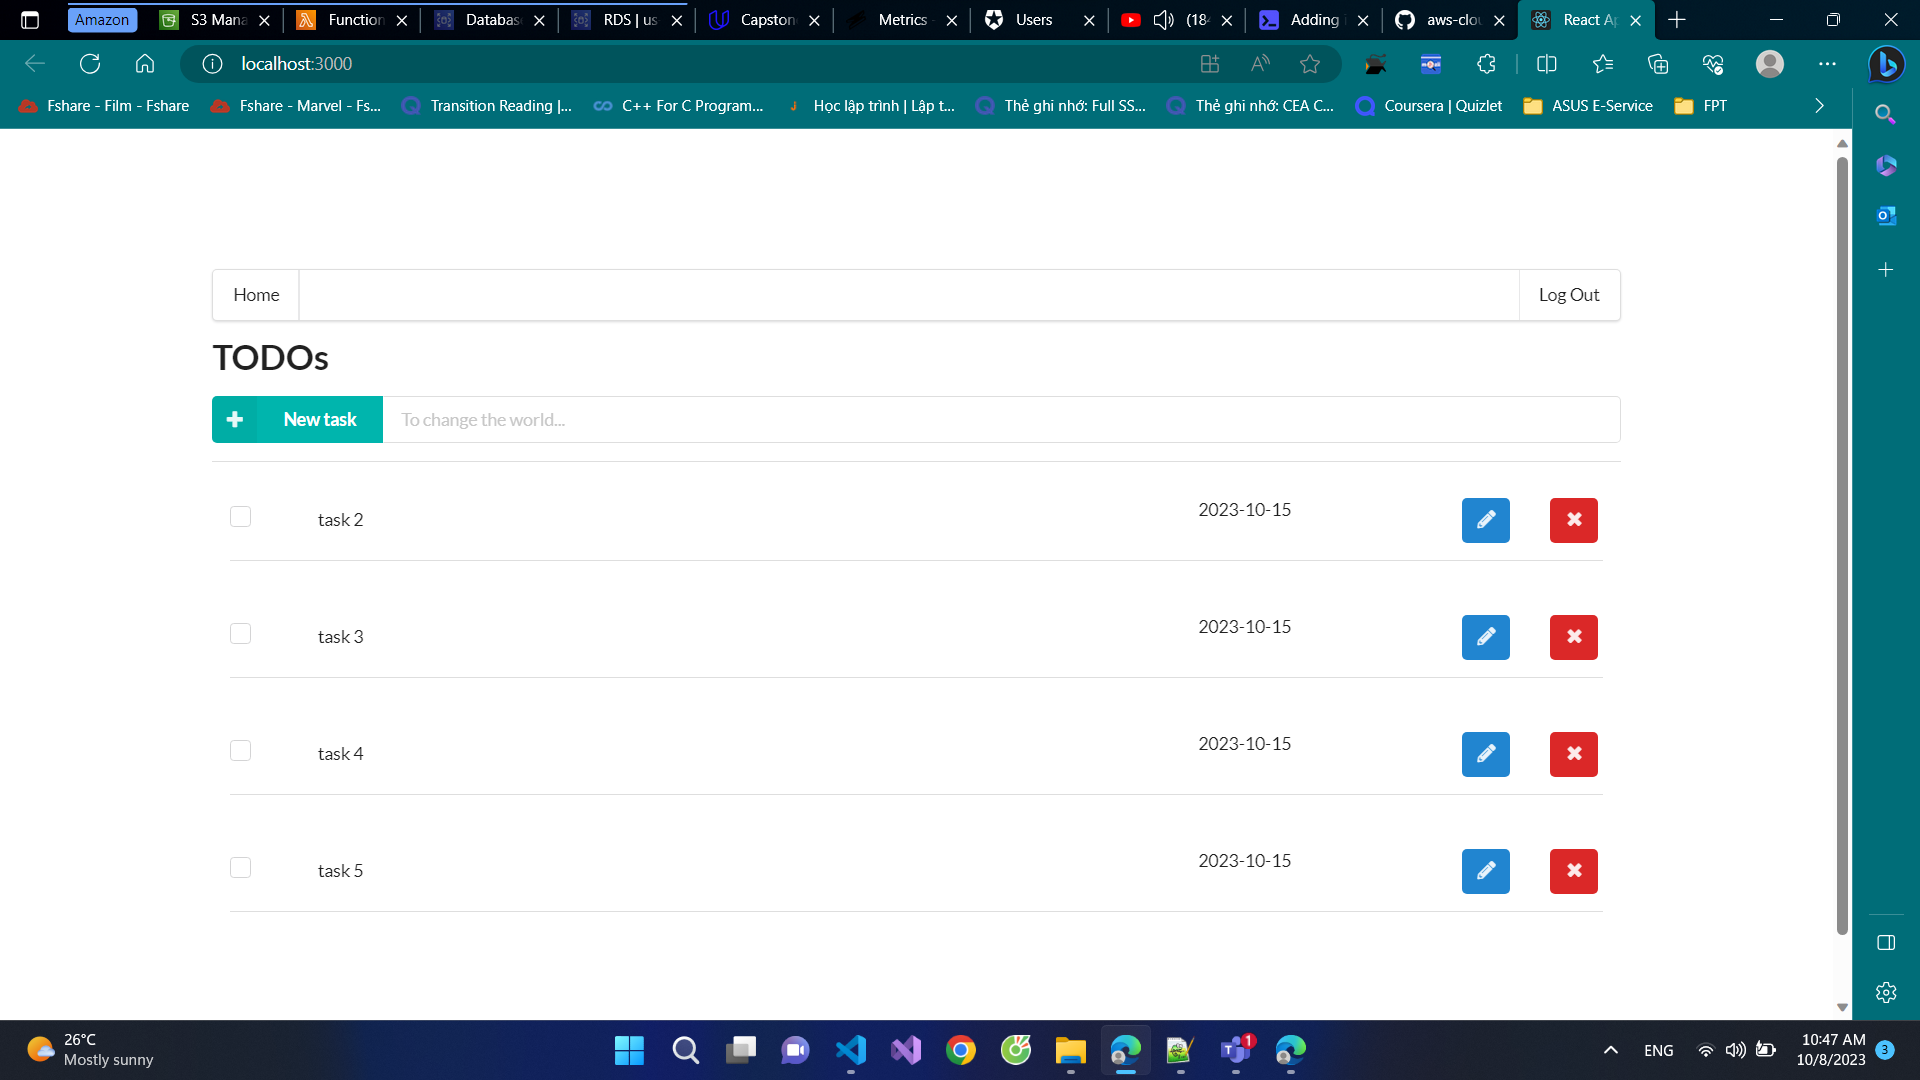 Amazon
S3 Mana
Function
Databas
RDS | us
Capston
Metrics
Users
(184
Adding
aws-clou
React Ap
localhost:3000
Fshare - Film - Fshare
Fshare - Marvel - Fs...
Transition Reading |...
C++ For C Program...
Học lập trình | Lập t...
Thẻ ghi nhớ: Full SS...
Thẻ ghi nhớ: CEA C...
Coursera | Quizlet
ASUS E-Service
FPT
Home
Log Out
TODOs
New task
To change the world...
task 2
2023-10-15
task 3
2023-10-15
task 4
2023-10-15
task 5
2023-10-15
26°C
Mostly sunny
1
ENG
10:47 AM
10/8/2023
3